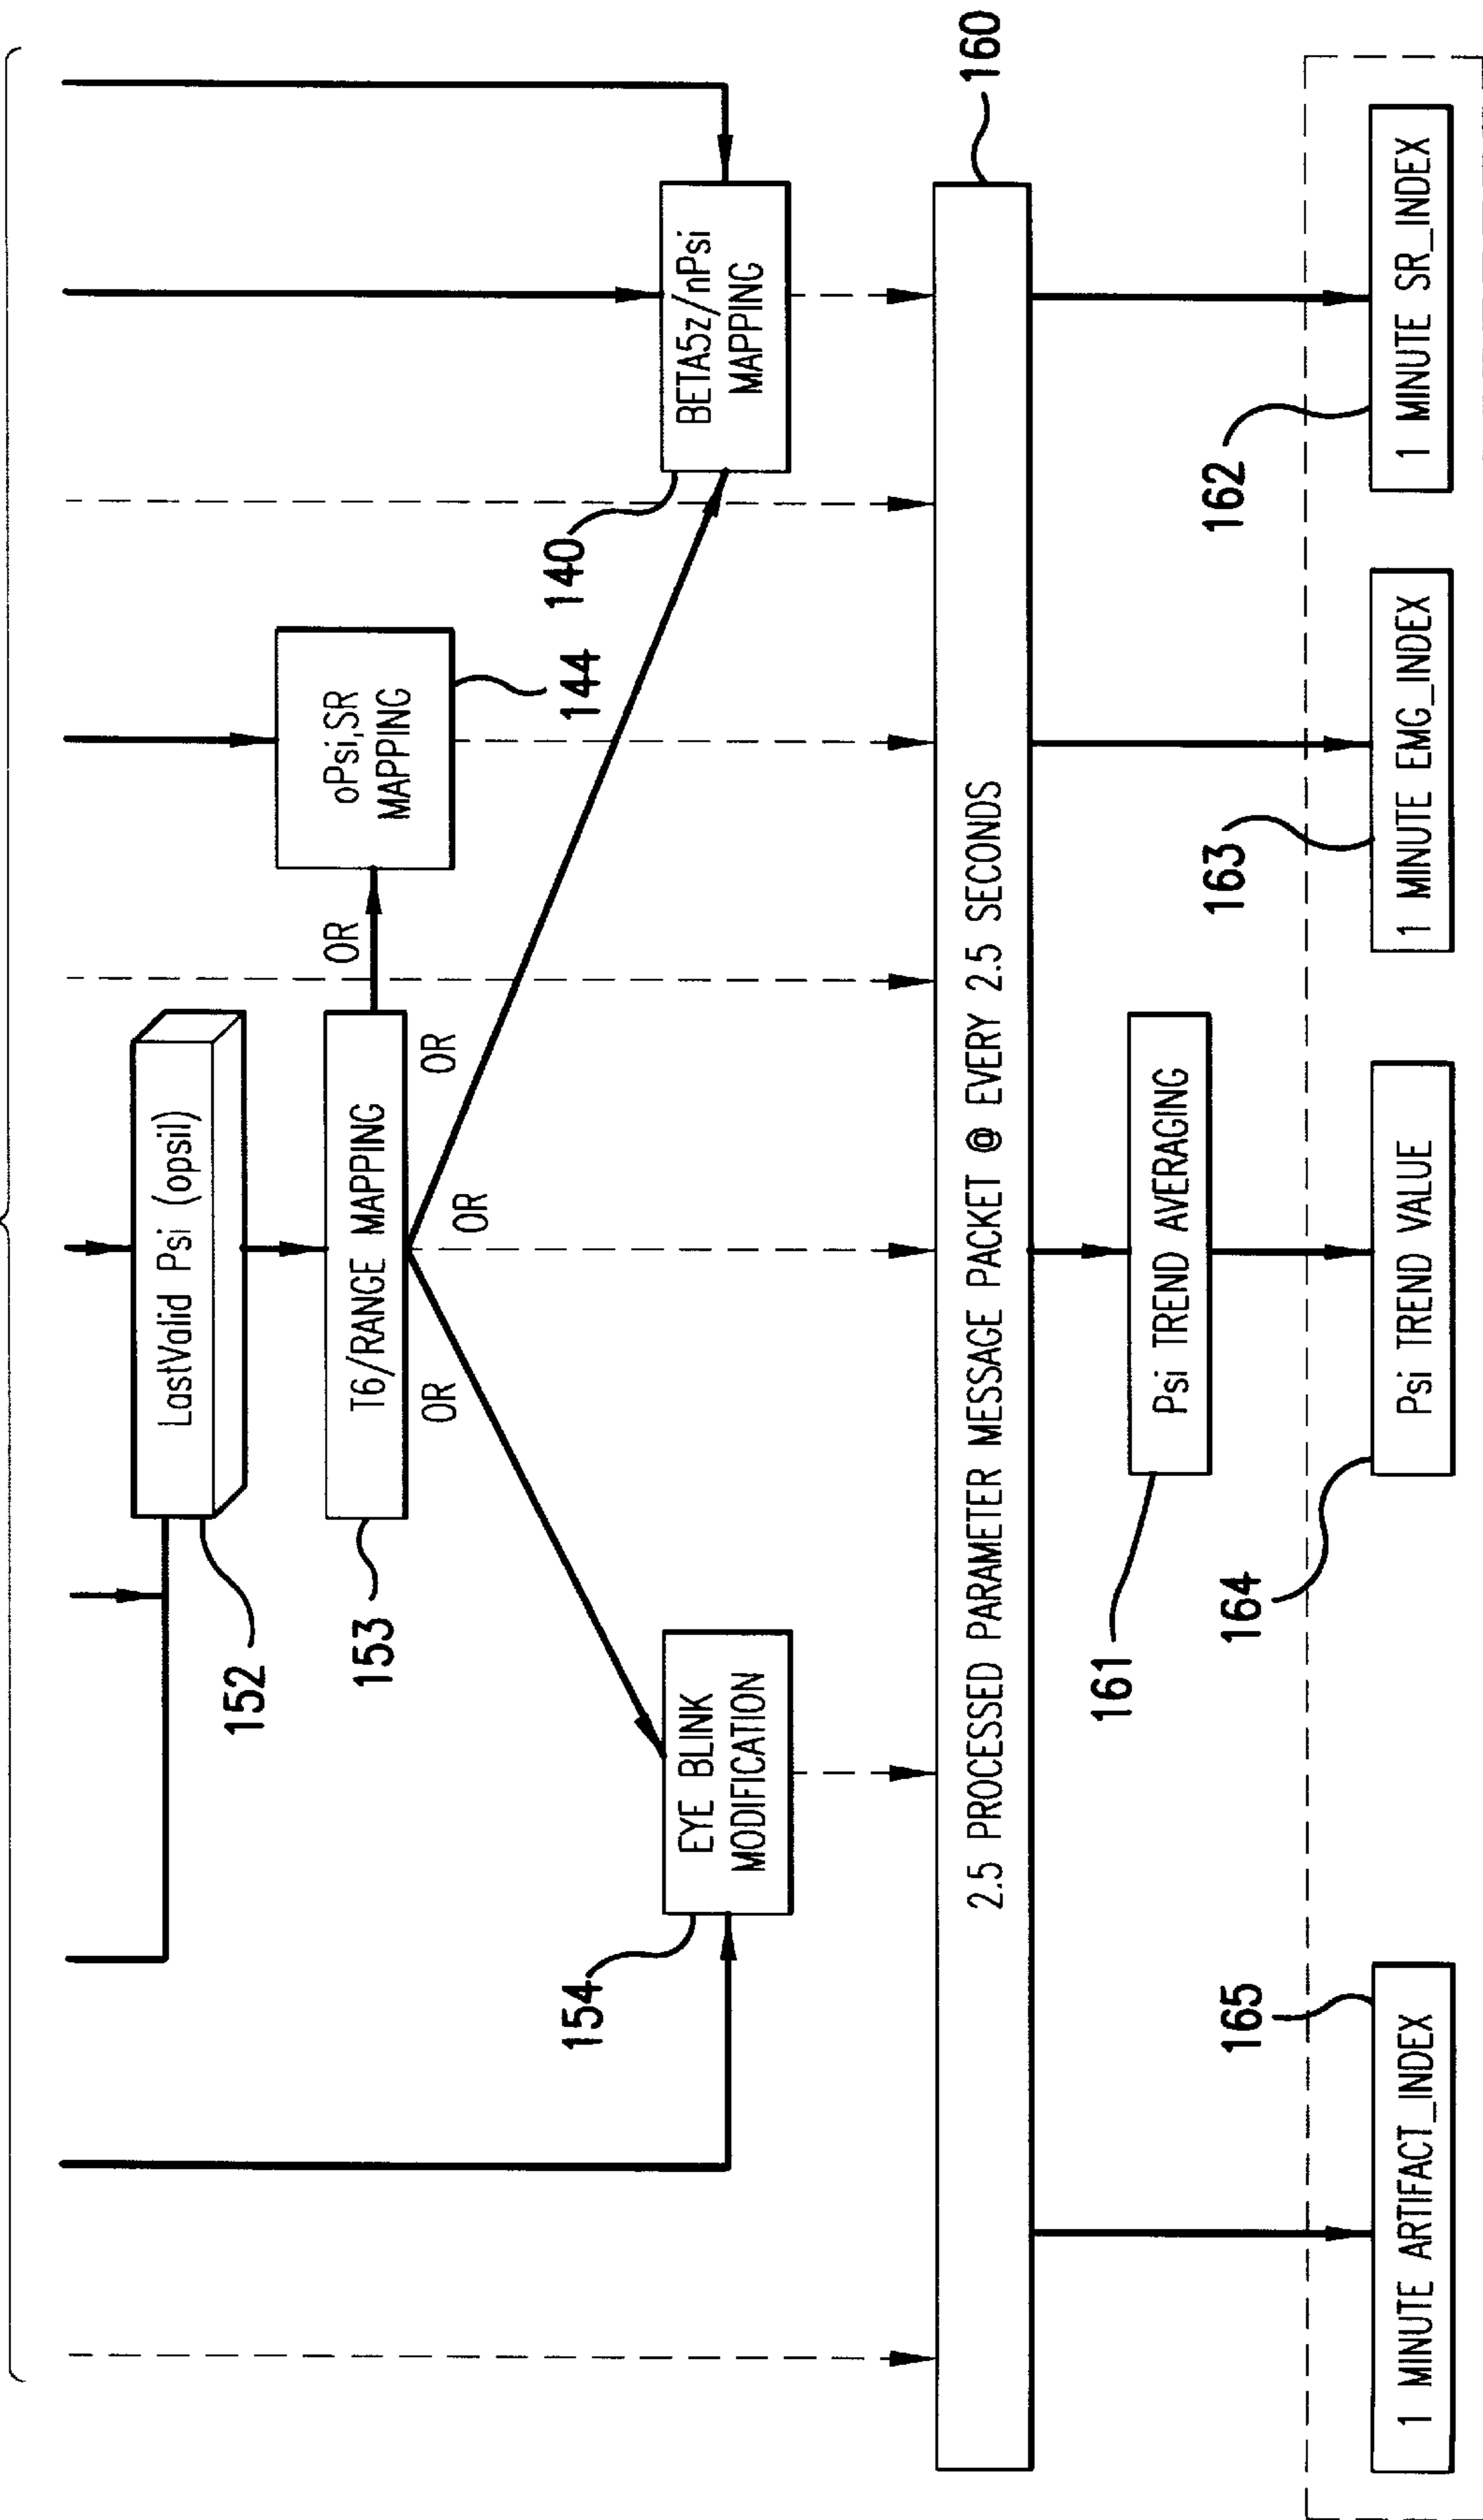 LastValid Psi (opsil)
152
T6/RANGE MAPPING
153
OR
oPsi,SR
MAPPING
144
OR
OR
OR
EYE BLINK
MODIFICATION
154
BETA5z/nPsi
MAPPING
140
2.5 PROCESSED PARAMETER MESSAGE PACKET @ EVERY 2.5 SECONDS
160
Psi TREND AVERAGING
161
1 MINUTE ARTIFACT_INDEX
165
Psi TREND VALUE
164
1 MINUTE EMG_INDEX
163
1 MINUTE SR_INDEX
162